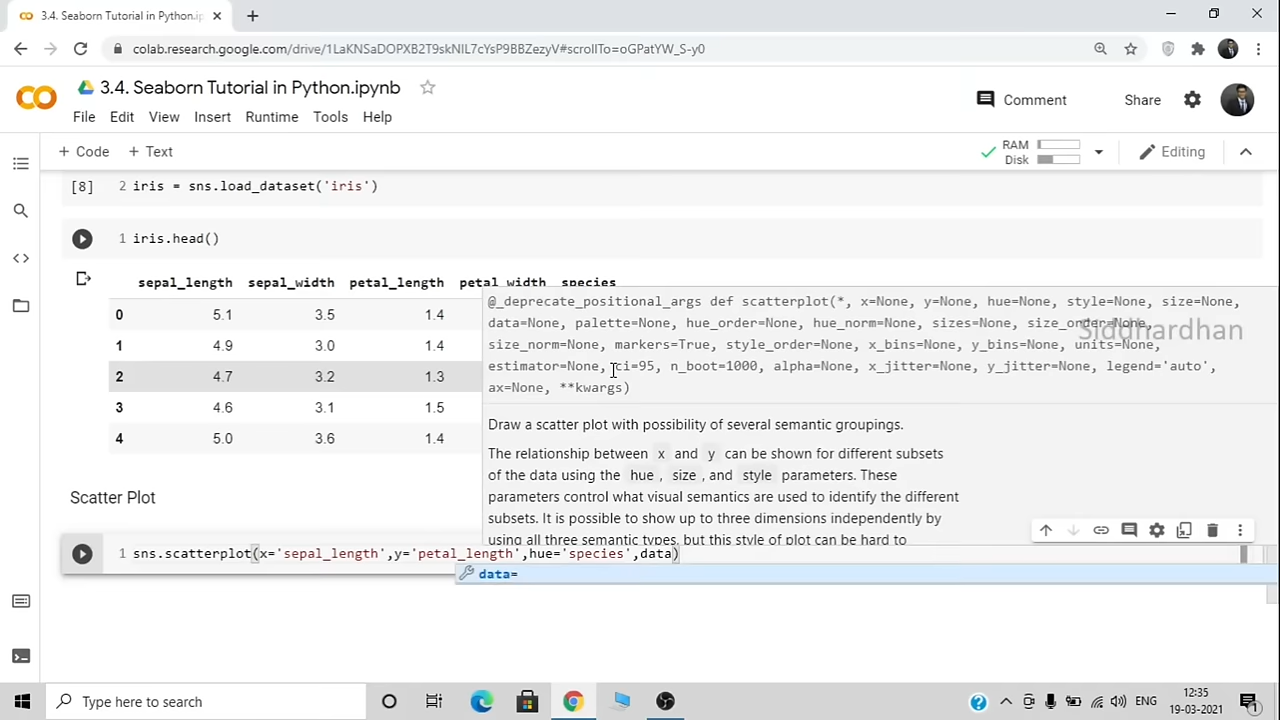 3.4. Seaborn Tutorial in Python.ip
colab.research.google.com/drive/1LaKNSaDOPXB2T9skNlL7cYsP9BBZezyV#scrollTo=oGPatYW_S-y0
3.4. Seaborn Tutorial in Python.ipynb
File Edit View Insert Runtime Tools Help
Comment Share
+ Code + Text
RAM
Disk
Editing
[8] 2 iris = sns.load_dataset('iris')
1 iris.head()
sepal_length sepal_width petal_length petal_width species
0 5.1 3.5 1.4
1 4.9 3.0 1.4
2 4.7 3.2 1.3
3 4.6 3.1 1.5
4 5.0 3.6 1.4
@_deprecate_positional_args def scatterplot(*, x=None, y=None, hue=None, style=None, size=None,
data=None, palette=None, hue_order=None, hue_norm=None, sizes=None, size_order=None,
Siddhardhan
size_norm=None, markers=True, style_order=None, x_bins=None, y_bins=None, units=None,
estimator=None, ci=95, n_boot=1000, alpha=None, x_jitter=None, y_jitter=None, legend='auto',
ax=None, **kwargs)
Draw a scatter plot with possibility of several semantic groupings.
The relationship between x and y can be shown for different subsets
of the data using the hue , size , and style parameters. These
parameters control what visual semantics are used to identify the different
subsets. It is possible to show up to three dimensions independently by
using all three semantic types, but this style of plot can be hard to
Scatter Plot
1 sns.scatterplot(x='sepal_length',y='petal_length',hue='species',data)
data=
Type here to search
ENG
12:35
19-03-2021
1